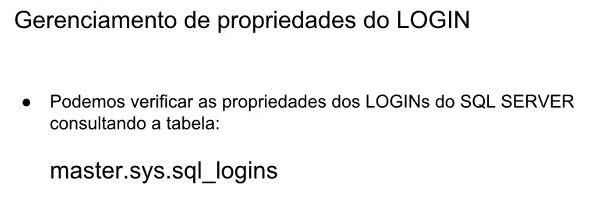 Gerenciamento de propriedades do LOGIN
● Podemos verificar as propriedades dos LOGINs do SQL SERVER
consultando a tabela:
master.sys.sql_logins